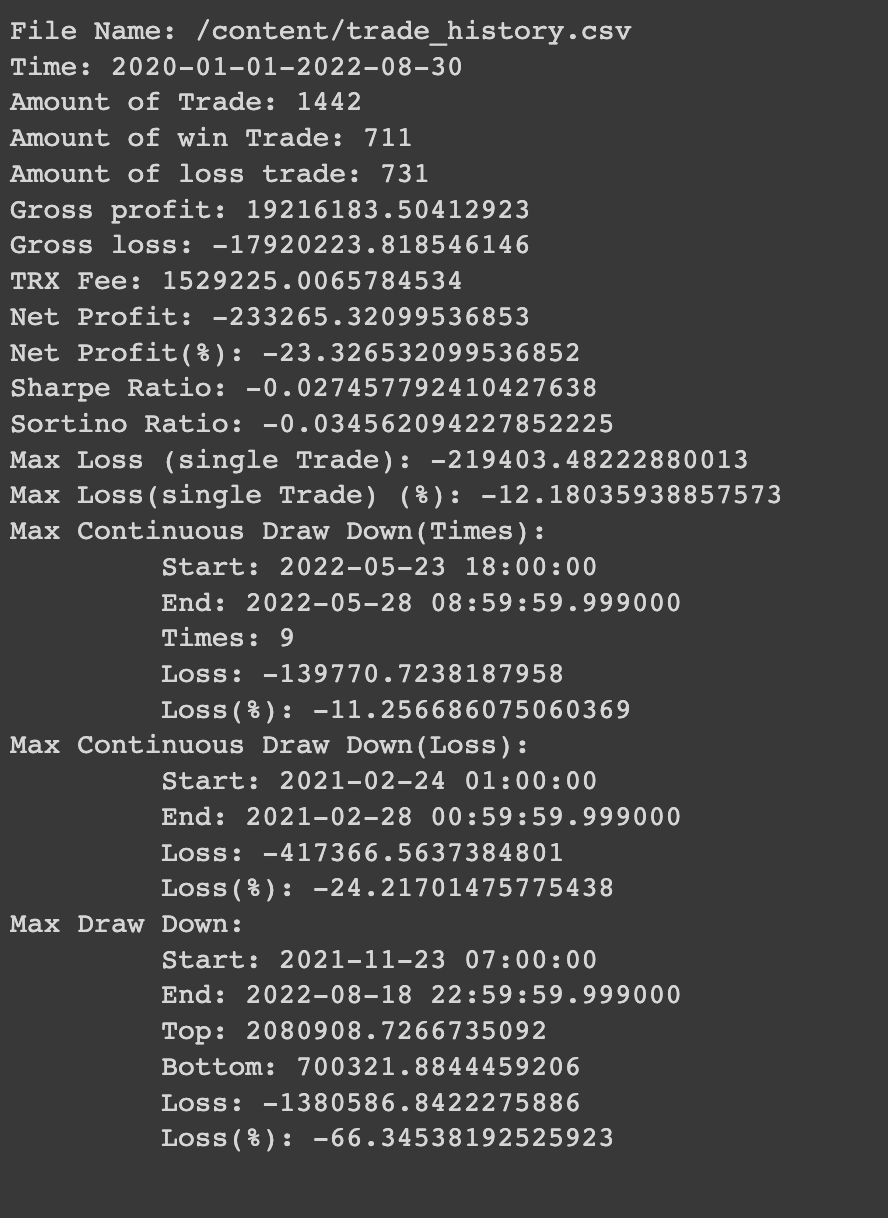 File Name: /content/trade_history.csv
Time: 2020-01-01-2022-08-30
Amount of Trade: 1442
Amount of win Trade: 711
Amount of loss trade: 731
Gross profit: 19216183.50412923
Gross loss: -17920223.818546146
TRX Fee: 1529225.0065784534
Net Profit: -233265.32099536853
Net Profit(%): -23.326532099536852
Sharpe Ratio: -0.027457792410427638
Sortino Ratio: -0.034562094227852225
Max Loss (single Trade): -219403.48222880013
Max Loss(single Trade) (%): -12.18035938857573
Max Continuous Draw Down(Times):
Start: 2022-05-23 18:00:00
End: 2022-05-28 08:59:59.999000
Times: 9
Loss: -139770.7238187958
Loss(%): -11.256686075060369
Max Continuous Draw Down(Loss):
Start: 2021-02-24 01:00:00
End: 2021-02-28 00:59:59.999000
Loss: -417366.5637384801
Loss(%): -24.21701475775438
Max Draw Down:
Start: 2021-11-23 07:00:00
End: 2022-08-18 22:59:59.999000
Top: 2080908.7266735092
Bottom: 700321.8844459206
Loss: -1380586.8422275886
Loss(%): -66.34538192525923